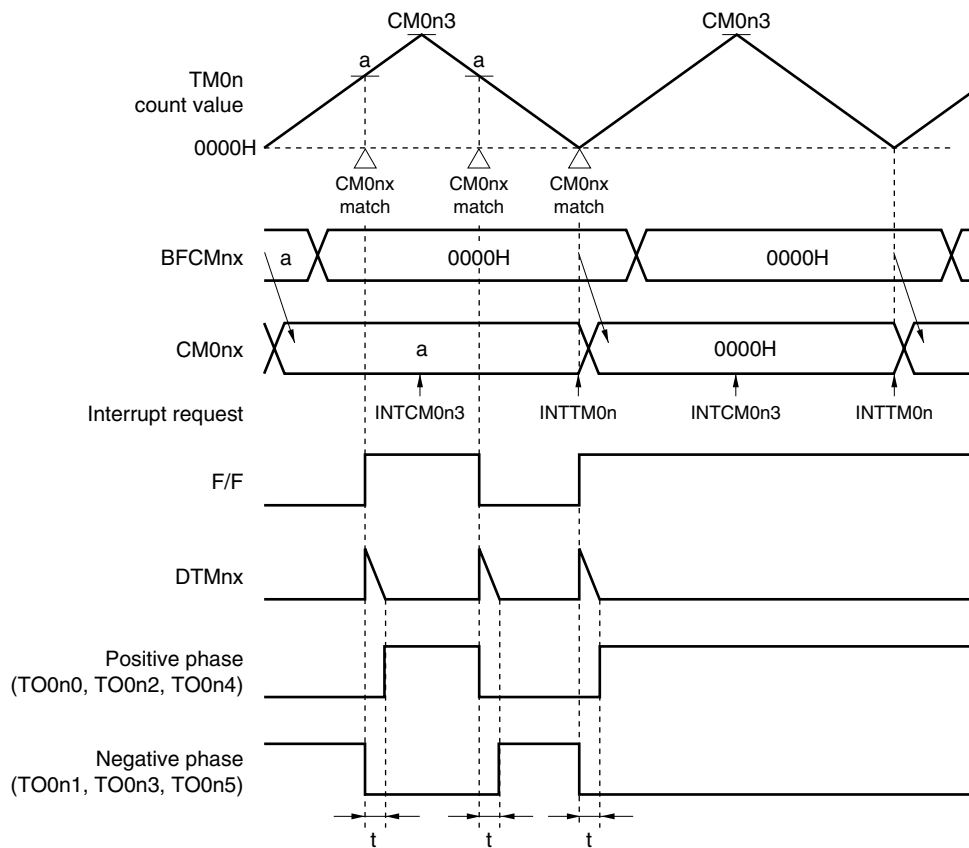 CM0n3 CM0n3
a a
TM0n
count value
0000H
CM0nx
match
CM0nx
match
CM0nx
match
BFCMnx a 0000H 0000H
CM0nx a 0000H
Interrupt request INTCM0n3 INTTM0n INTCM0n3 INTTM0n
F/F
DTMnx
Positive phase
(TO0n0, TO0n2, TO0n4)
Negative phase
(TO0n1, TO0n3, TO0n5)
t t t